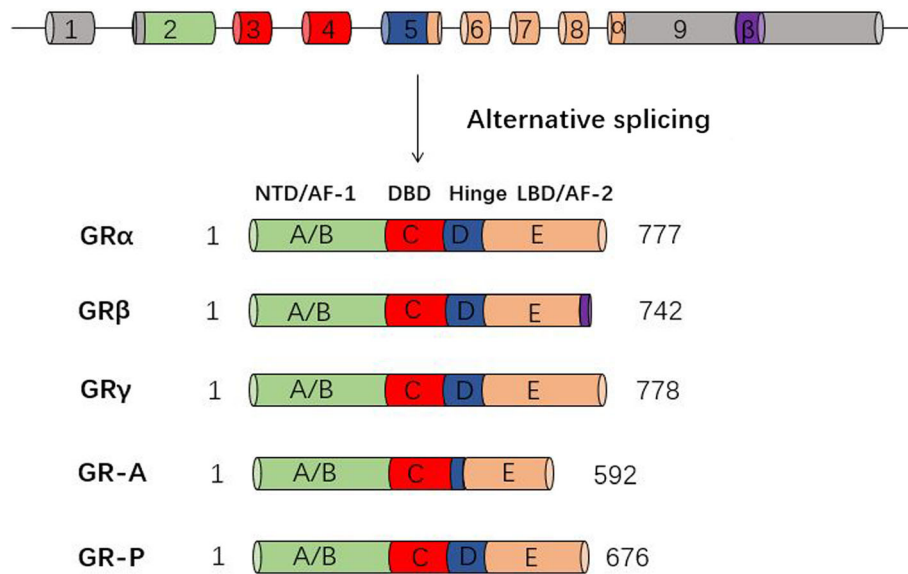 1 2 3 4 5 6 7 8 α 9 β
Alternative splicing
NTD/AF-1 DBD Hinge LBD/AF-2
GRα 1 A/B C D E 777
GRβ 1 A/B C D E 742
GRγ 1 A/B C D E 778
GR-A 1 A/B C E 592
GR-P 1 A/B C D E 676